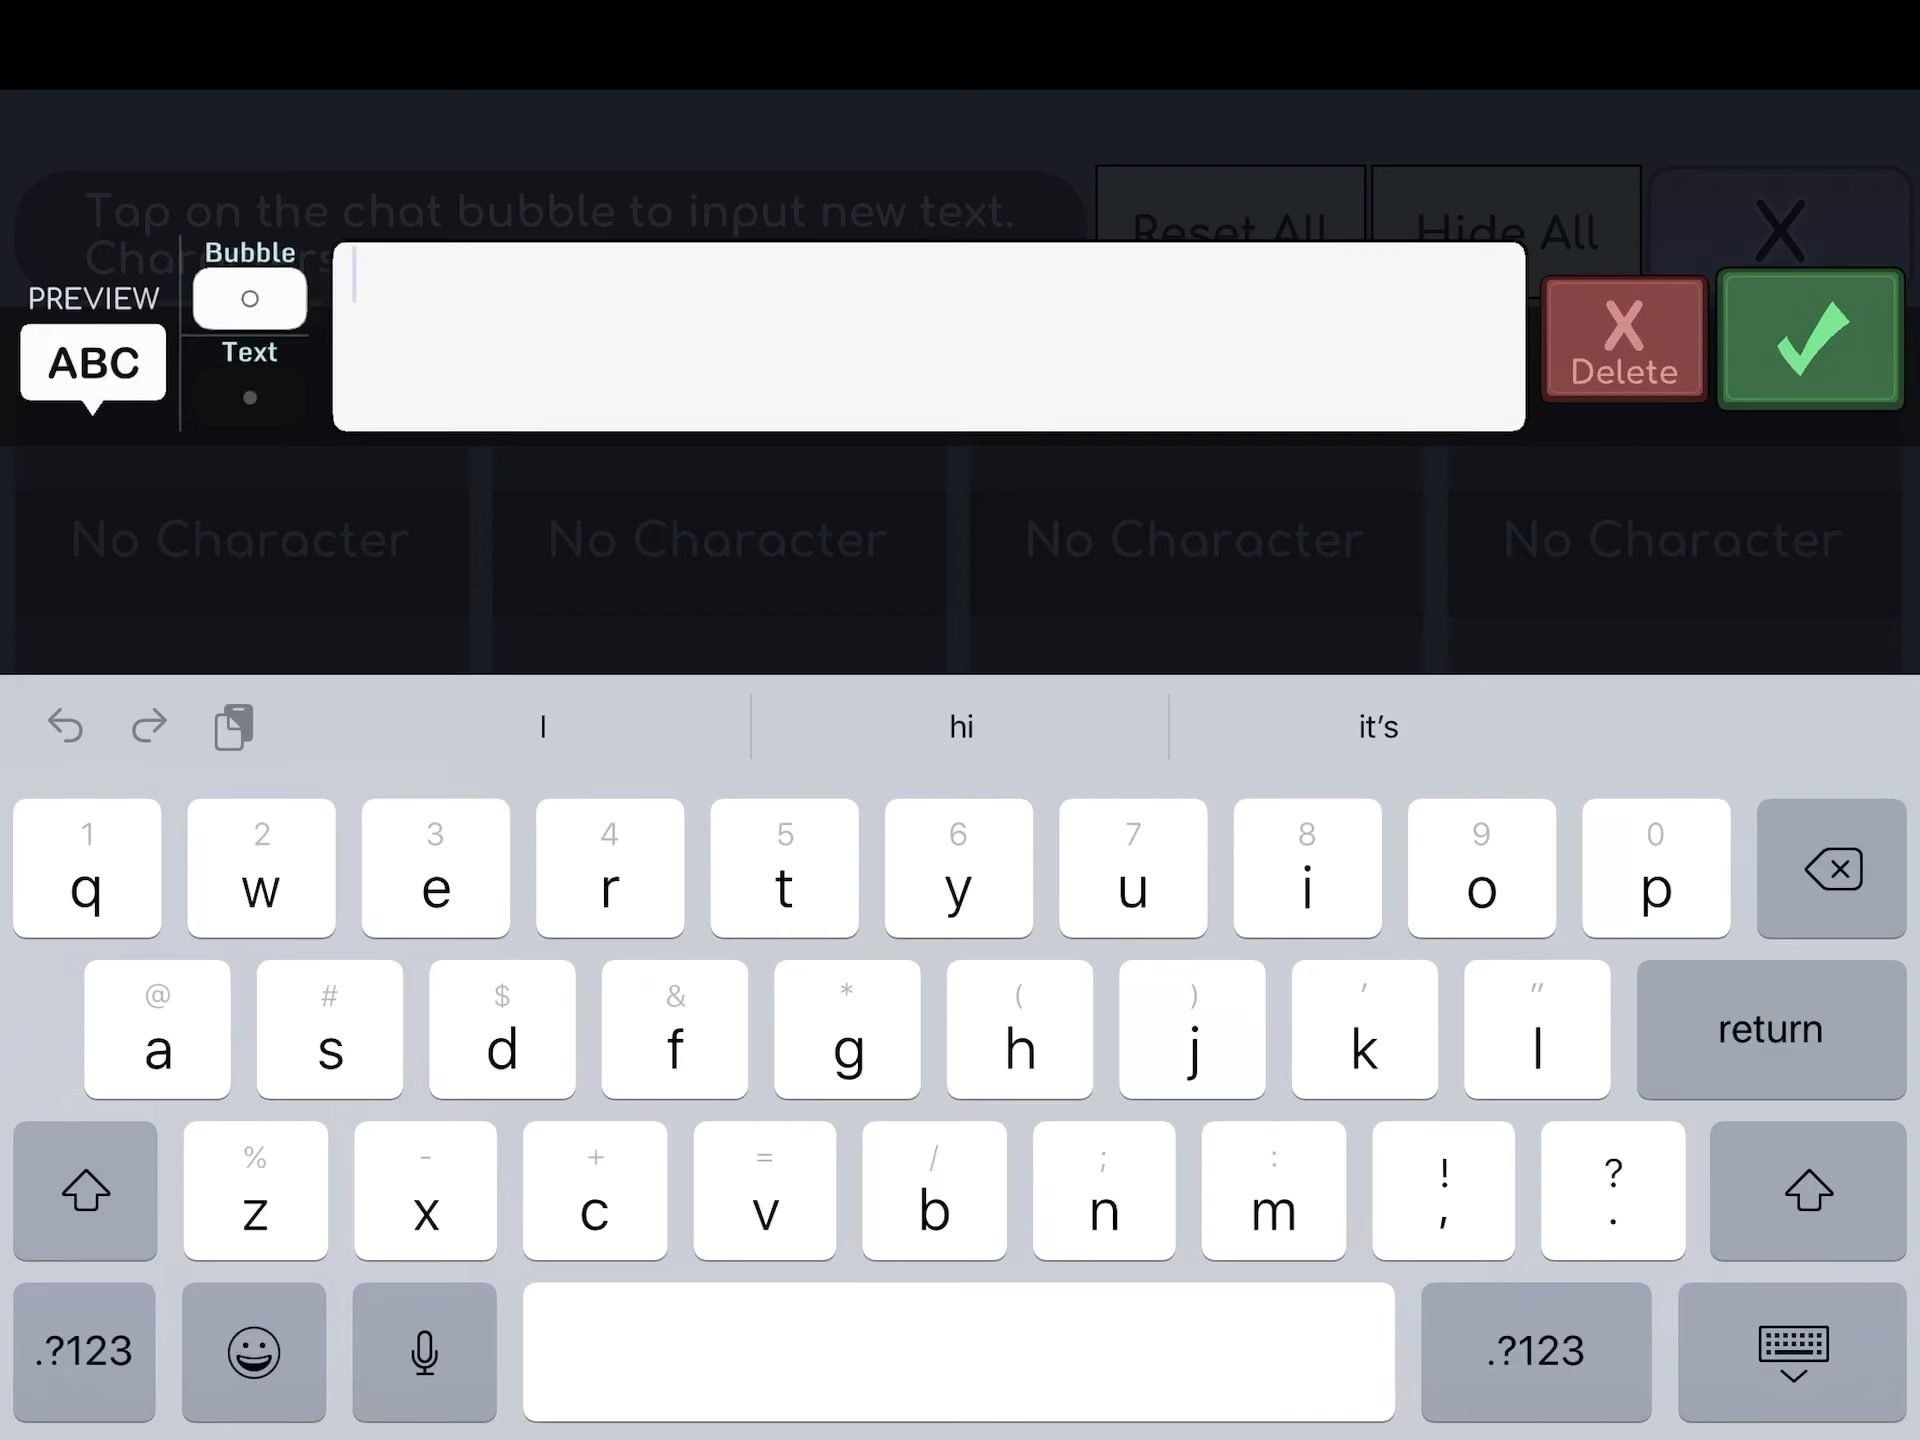 Tap on the chat bubble to input new text.
Characters
Reset All
Hide All
X
PREVIEW
ABC
Bubble
Text
X
Delete
No Character
No Character
No Character
No Character
I
hi
it's
1 2 3 4 5 6 7 8 9 0
q w e r t y u i o p
@ # $ & * ( ) ' "
a s d f g h j k l
return
% - + = / ; : ! ?
z x c v b n m , .
.?123
.?123